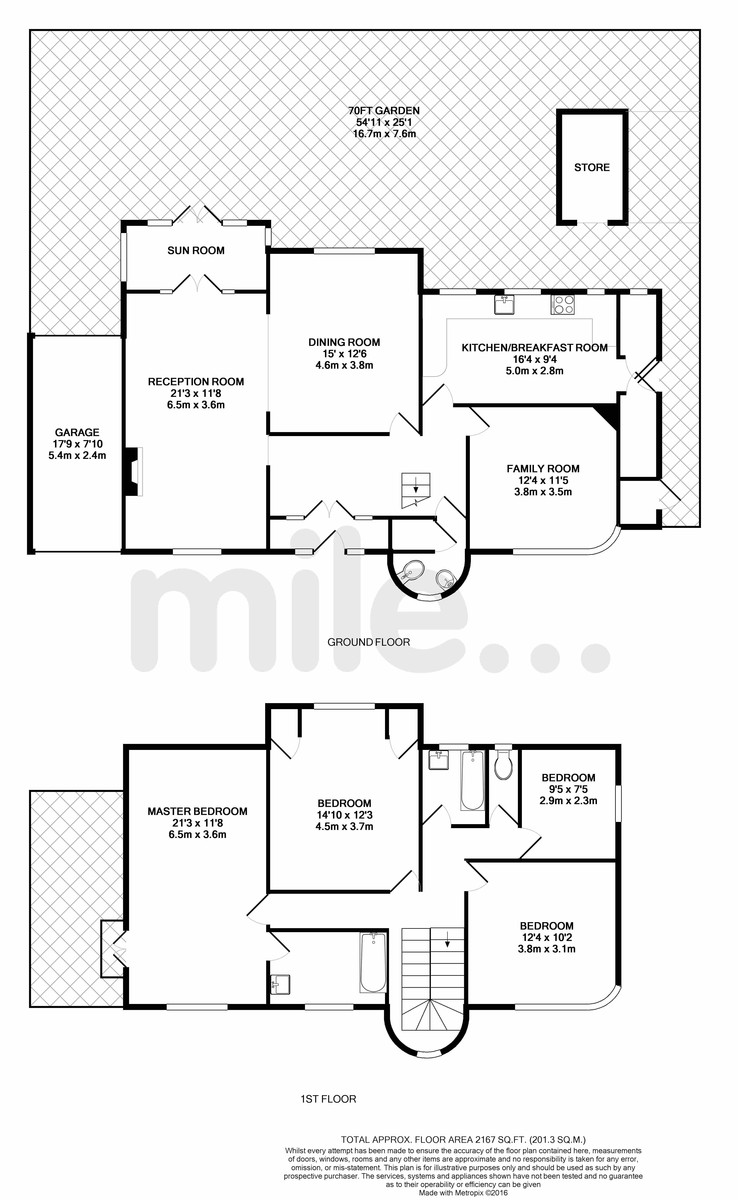 70FT GARDEN
54'11 x 25'1
16.7m x 7.6m
STORE
SUN ROOM
DINING ROOM
15' x 12'6
4.6m x 3.8m
KITCHEN/BREAKFAST ROOM
16'4 x 9'4
5.0m x 2.8m
RECEPTION ROOM
21'3 x 11'8
6.5m x 3.6m
GARAGE
17'9 x 7'10
5.4m x 2.4m
FAMILY ROOM
12'4 x 11'5
3.8m x 3.5m
mile...
GROUND FLOOR
MASTER BEDROOM
21'3 x 11'8
6.5m x 3.6m
BEDROOM
14'10 x 12'3
4.5m x 3.7m
BEDROOM
9'5 x 7'5
2.9m x 2.3m
BEDROOM
12'4 x 10'2
3.8m x 3.1m
1ST FLOOR
TOTAL APPROX. FLOOR AREA 2167 SQ.FT. (201.3 SQ.M.)
Whilst every attempt has been made to ensure the accuracy of the floor plan contained here, measurements
of doors, windows, rooms and any other items are approximate and no responsibility is taken for any error,
omission, or mis-statement. This plan is for illustrative purposes only and should be used as such by any
prospective purchaser. The services, systems and appliances shown have not been tested and no guarantee
as to their operability or efficiency can be given
Made with Metropix ©2016